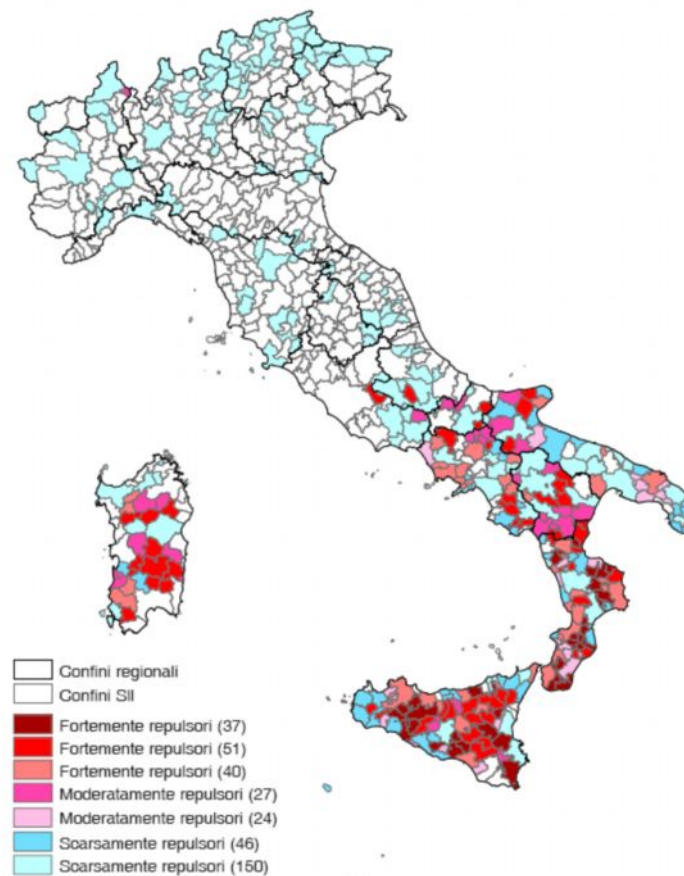 Confini regionali
Confini Sll
Fortemente repulsori (37)
Fortemente repulsori (51)
Fortemente repulsori (40)
Moderatamente repulsori (27)
Moderatamente repulsori (24)
Scarsamente repulsori (46)
Scarsamente repulsori (150)